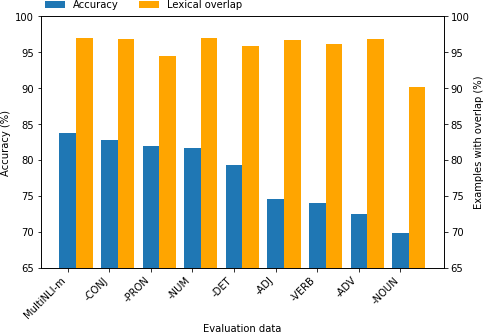 Accuracy
Lexical overlap
100
95
90
85
80
75
70
65
Accuracy (%)
100
95
90
85
80
75
70
65
Examples with overlap (%)
MultiNLI-m
-CONJ
-PRON
-NUM
-DET
-ADJ
-VERB
-ADV
-NOUN
Evaluation data